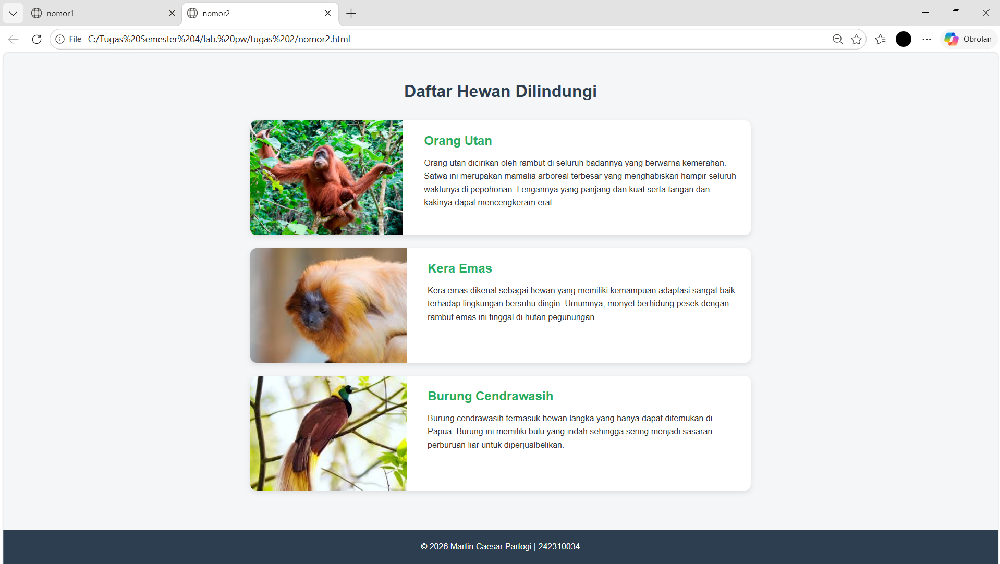 nomor1
nomor2
File C:/Tugas%20Semester%204/lab.%20pw/tugas%202/nomor2.html
Obrolan
Daftar Hewan Dilindungi
Orang Utan
Orang utan dicirikan oleh rambut di seluruh badannya yang berwarna kemerahan.
Satwa ini merupakan mamalia arboreal terbesar yang menghabiskan hampir seluruh
waktunya di pepohonan. Lengannya yang panjang dan kuat serta tangan dan
kakinya dapat mencengkeram erat.
Kera Emas
Kera emas dikenal sebagai hewan yang memiliki kemampuan adaptasi sangat baik
terhadap lingkungan bersuhu dingin. Umumnya, monyet berhidung pesek dengan
rambut emas ini tinggal di hutan pegunungan.
Burung Cendrawasih
Burung cendrawasih termasuk hewan langka yang hanya dapat ditemukan di
Papua. Burung ini memiliki bulu yang indah sehingga sering menjadi sasaran
perburuan liar untuk diperjualbelikan.
© 2026 Martin Caesar Partogi | 242310034